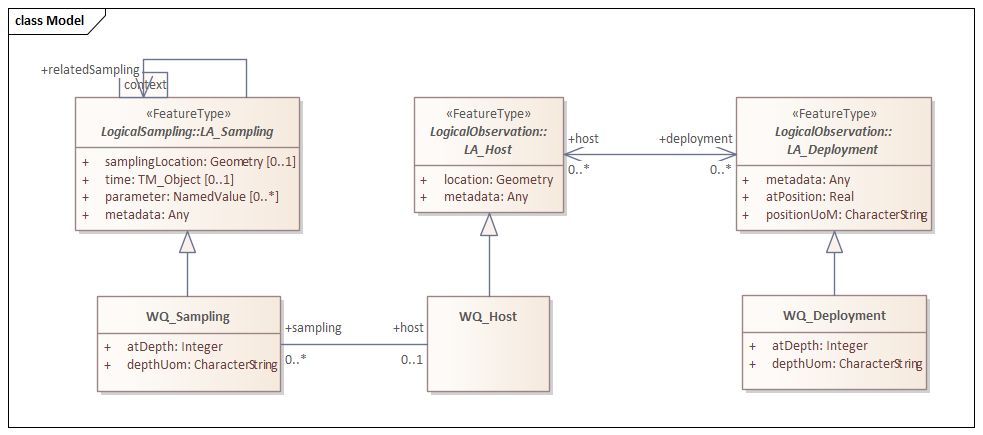 class Model
+relatedSampling
context
«FeatureType»
LogicalSampling::LA_Sampling
+ samplingLocation: Geometry [0..1]
+ time: TM_Object [0..1]
+ parameter: NamedValue [0..*]
+ metadata: Any
«FeatureType»
LogicalObservation::
LA_Host
+ location: Geometry
+ metadata: Any
+host
0..*
+deployment
0..*
«FeatureType»
LogicalObservation::
LA_Deployment
+ metadata: Any
+ atPosition: Real
+ positionUoM: CharacterString
WQ_Sampling
+ atDepth: Integer
+ depthUom: CharacterString
+sampling
0..*
+host
0..1
WQ_Host
WQ_Deployment
+ atDepth: Integer
+ depthUom: CharacterString